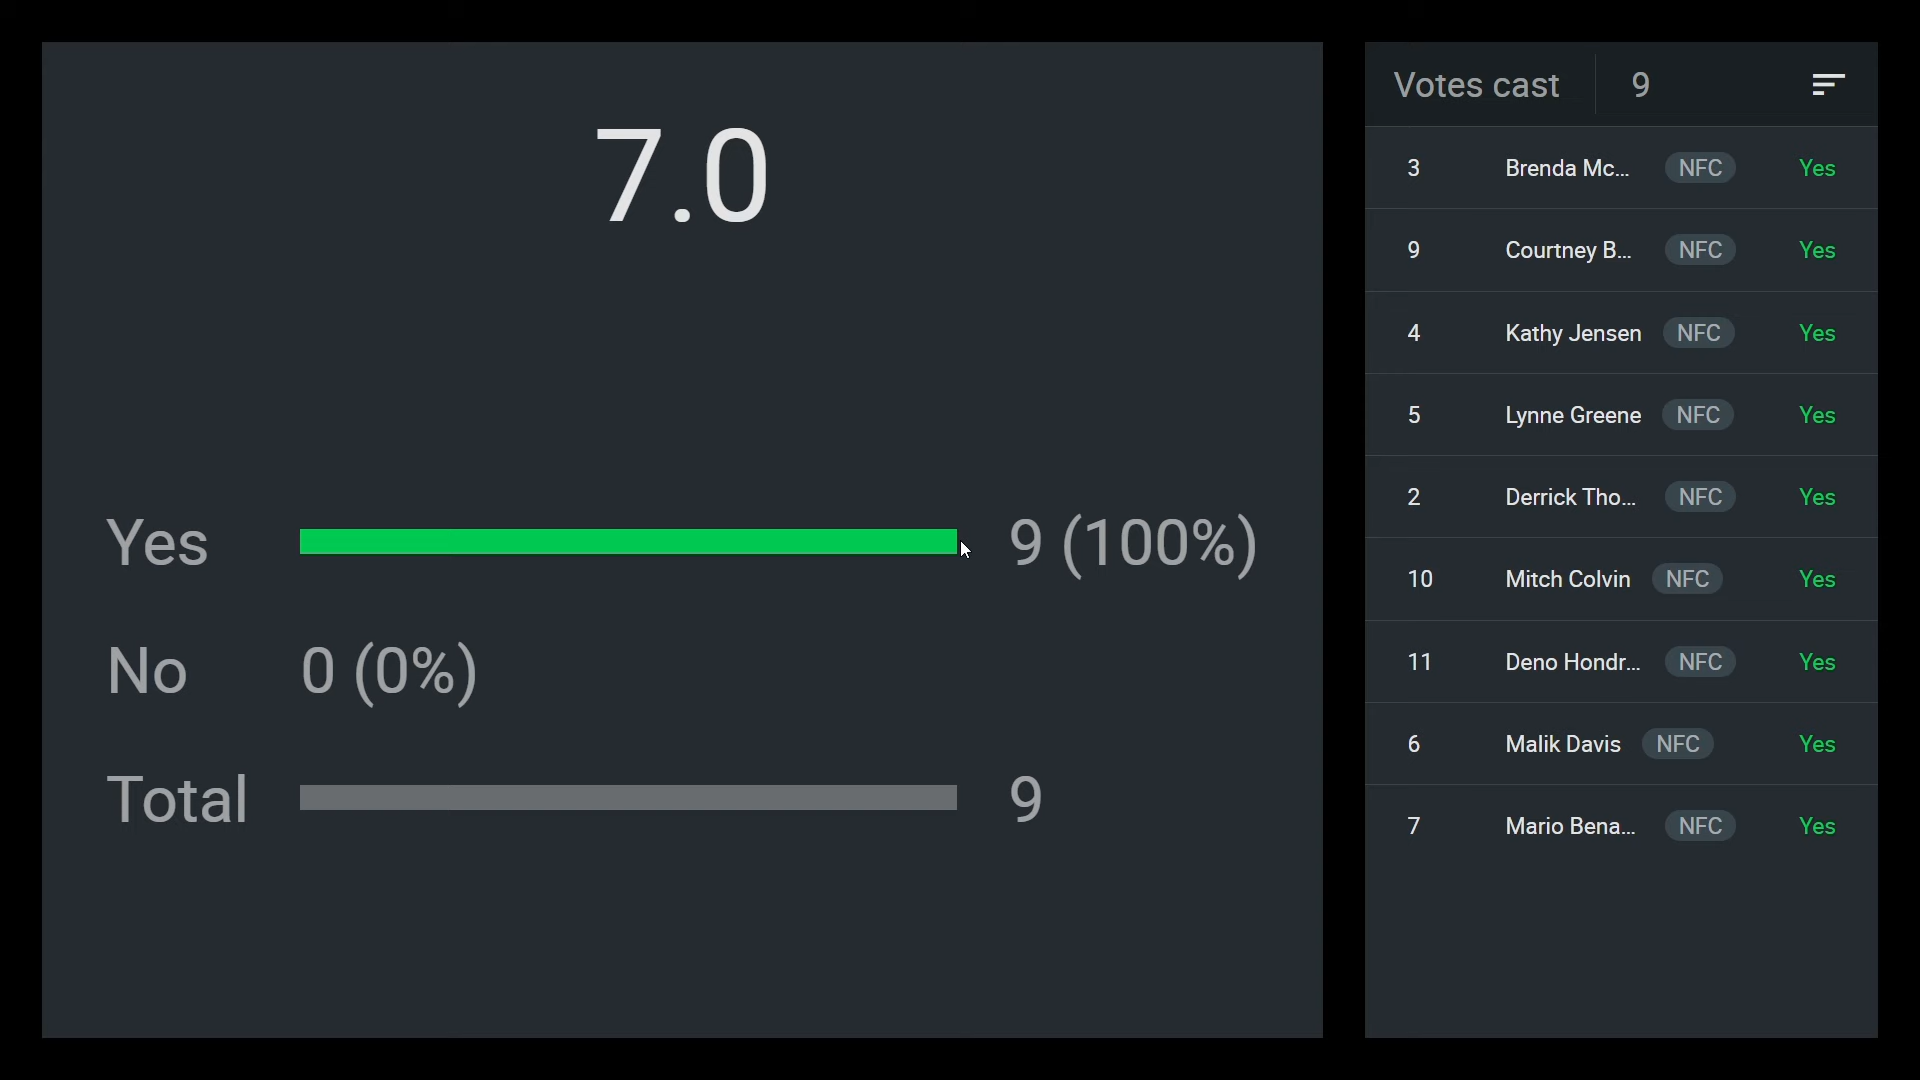 7.0
Yes 9 (100%)
No 0 (0%)
Total 9
Votes cast 9
3 Brenda Mc... NFC Yes
9 Courtney B... NFC Yes
4 Kathy Jensen NFC Yes
5 Lynne Greene NFC Yes
2 Derrick Tho... NFC Yes
10 Mitch Colvin NFC Yes
11 Deno Hondr... NFC Yes
6 Malik Davis NFC Yes
7 Mario Bena... NFC Yes